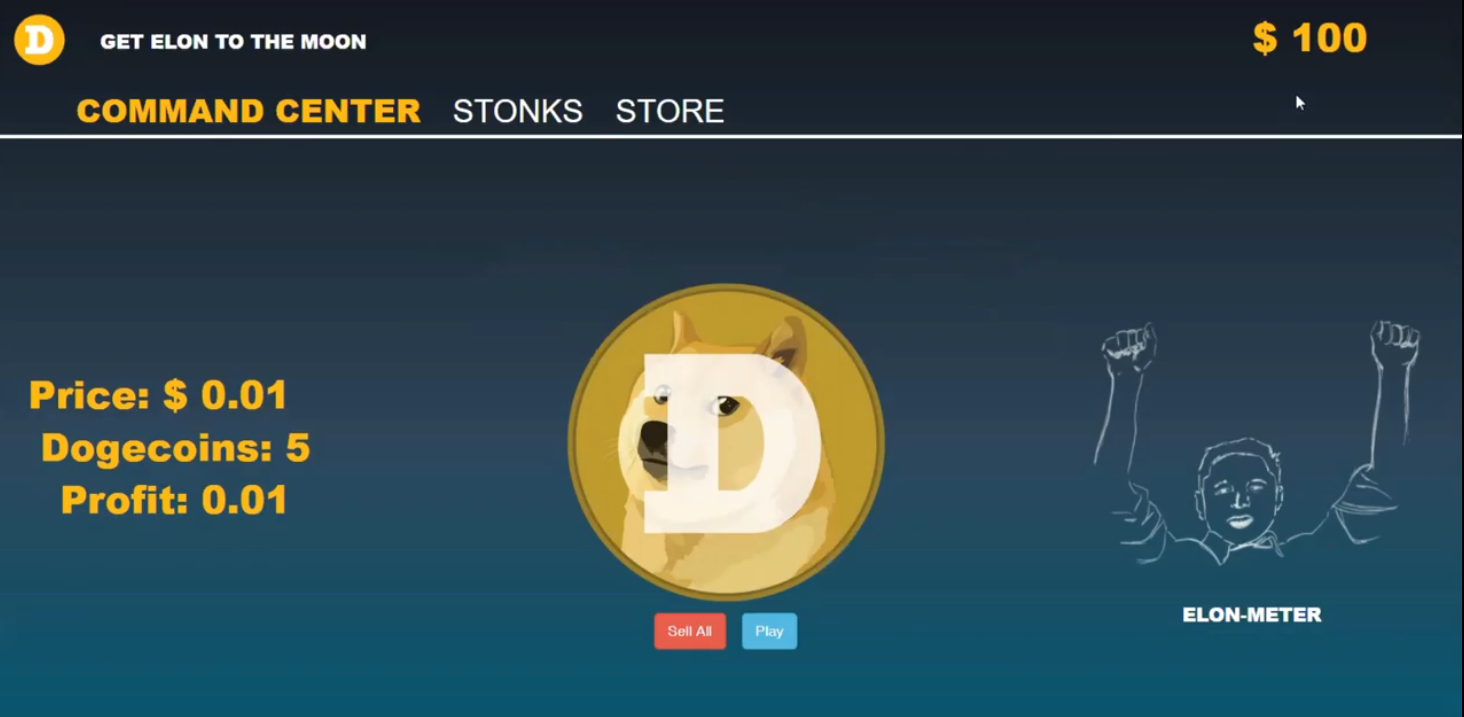 D
GET ELON TO THE MOON
$ 100
COMMAND CENTER STONKS STORE
Price: $ 0.01
Dogecoins: 5
Profit: 0.01
D
Sell All
Play
ELON-METER